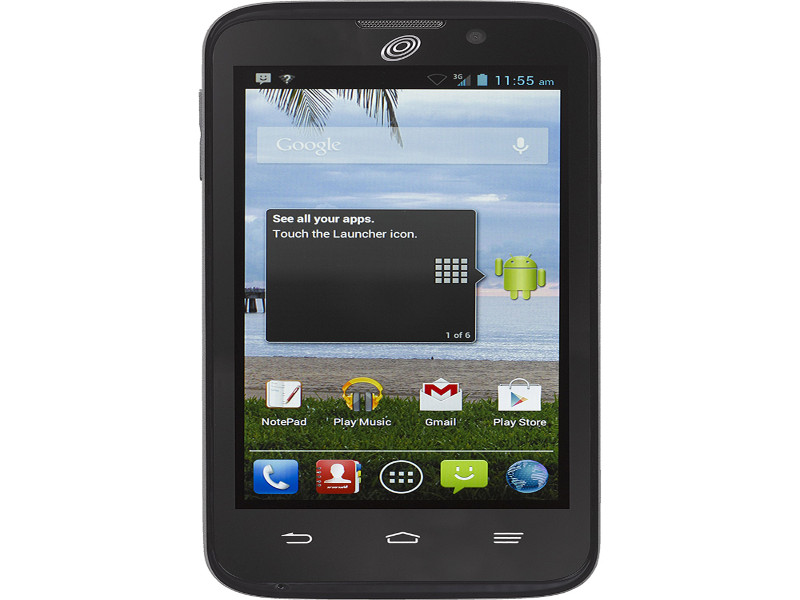 3G 11:55 am
Google
See all your apps.
Touch the Launcher icon.
1 of 6
NotePad Play Music Gmail Play Store